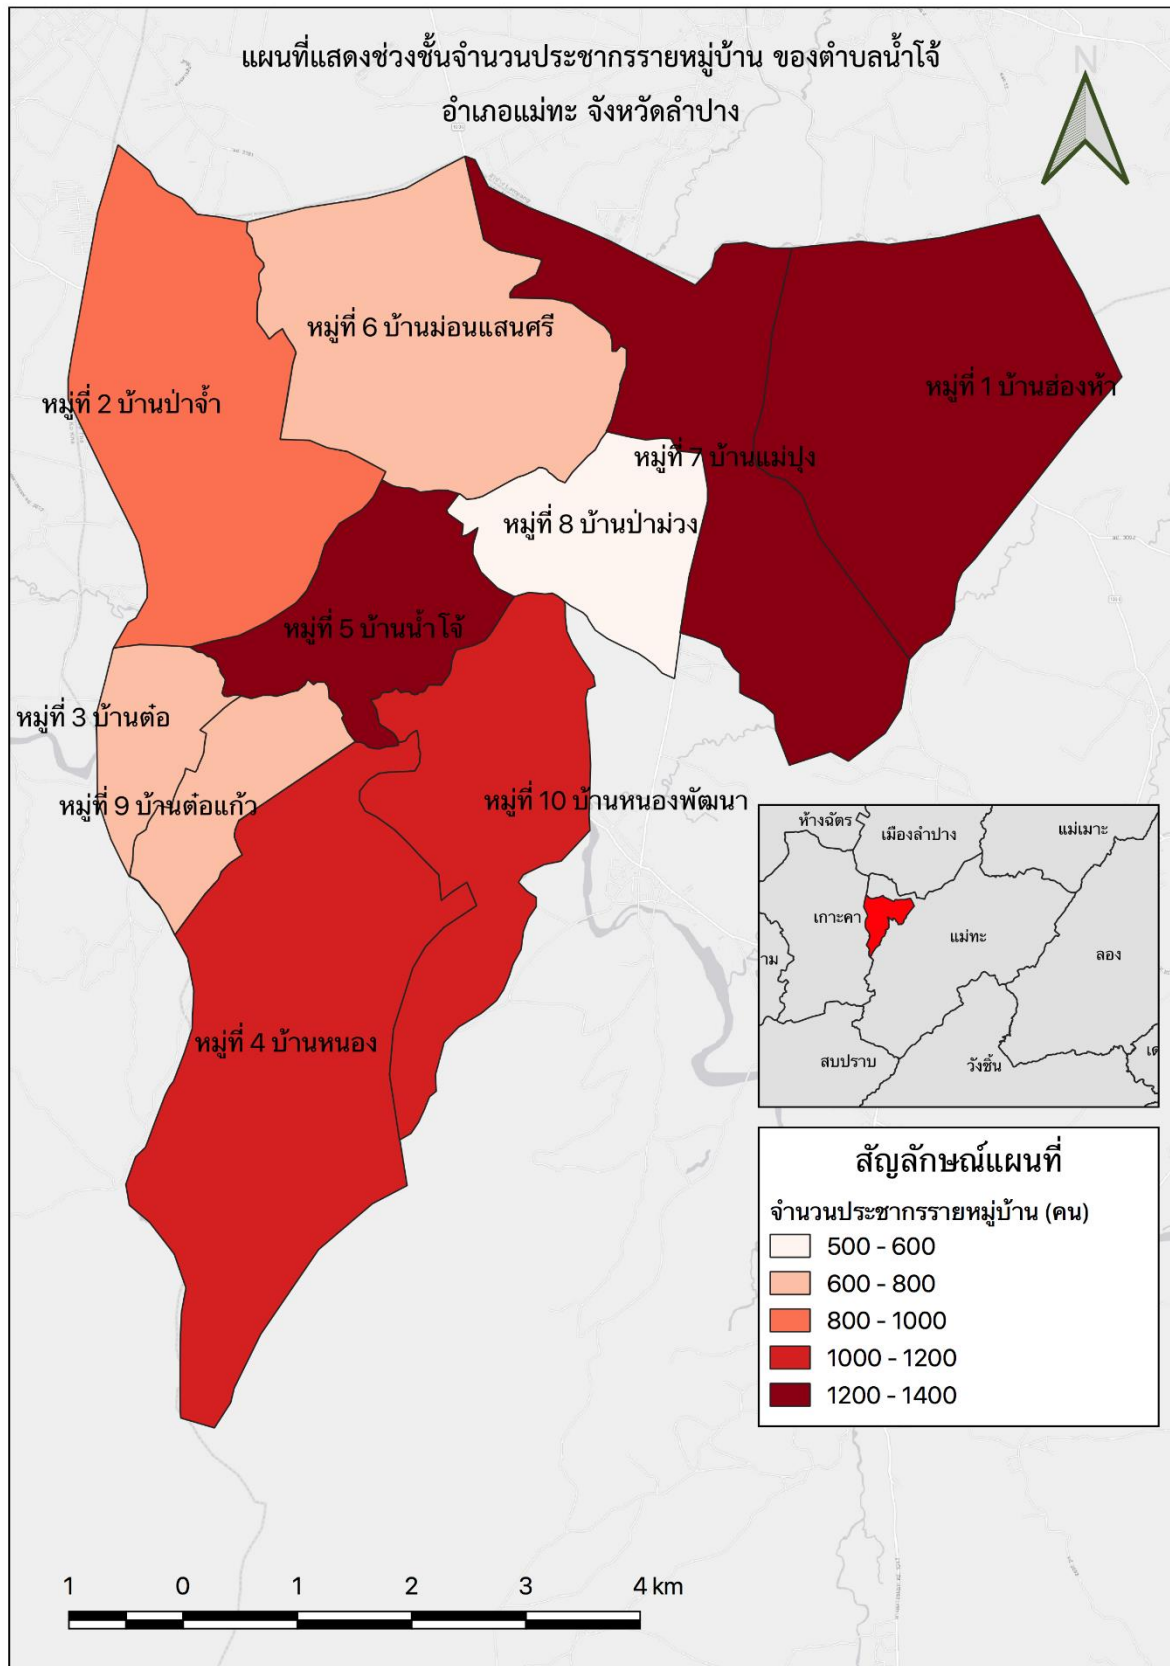 แผนที่แสดงช่วงชั้นจำนวนประชากรรายหมู่บ้าน ของตำบลน้ำโจ้
อำเภอแม่ทะ จังหวัดลำปาง
N
หมู่ที่ 6 บ้านม่อนแสนศรี
หมู่ที่ 1 บ้านฮ่องห้า
หมู่ที่ 2 บ้านป่าจ้ำ
หมู่ที่ 7 บ้านแม่ปุง
หมู่ที่ 8 บ้านป่าม่วง
หมู่ที่ 5 บ้านน้ำโจ้
หมู่ที่ 3 บ้านต๋อ
หมู่ที่ 9 บ้านต๋อแก้ว
หมู่ที่ 10 บ้านหนองพัฒนา
หมู่ที่ 4 บ้านหนอง
ห้างฉัตร
เมืองลำปาง
แม่เมาะ
เกาะคา
แม่ทะ
ลอง
าม
สบปราบ
วังชิ้น
เด
สัญลักษณ์แผนที่
จำนวนประชากรรายหมู่บ้าน (คน)
500 - 600
600 - 800
800 - 1000
1000 - 1200
1200 - 1400
1 0 1 2 3 4 km